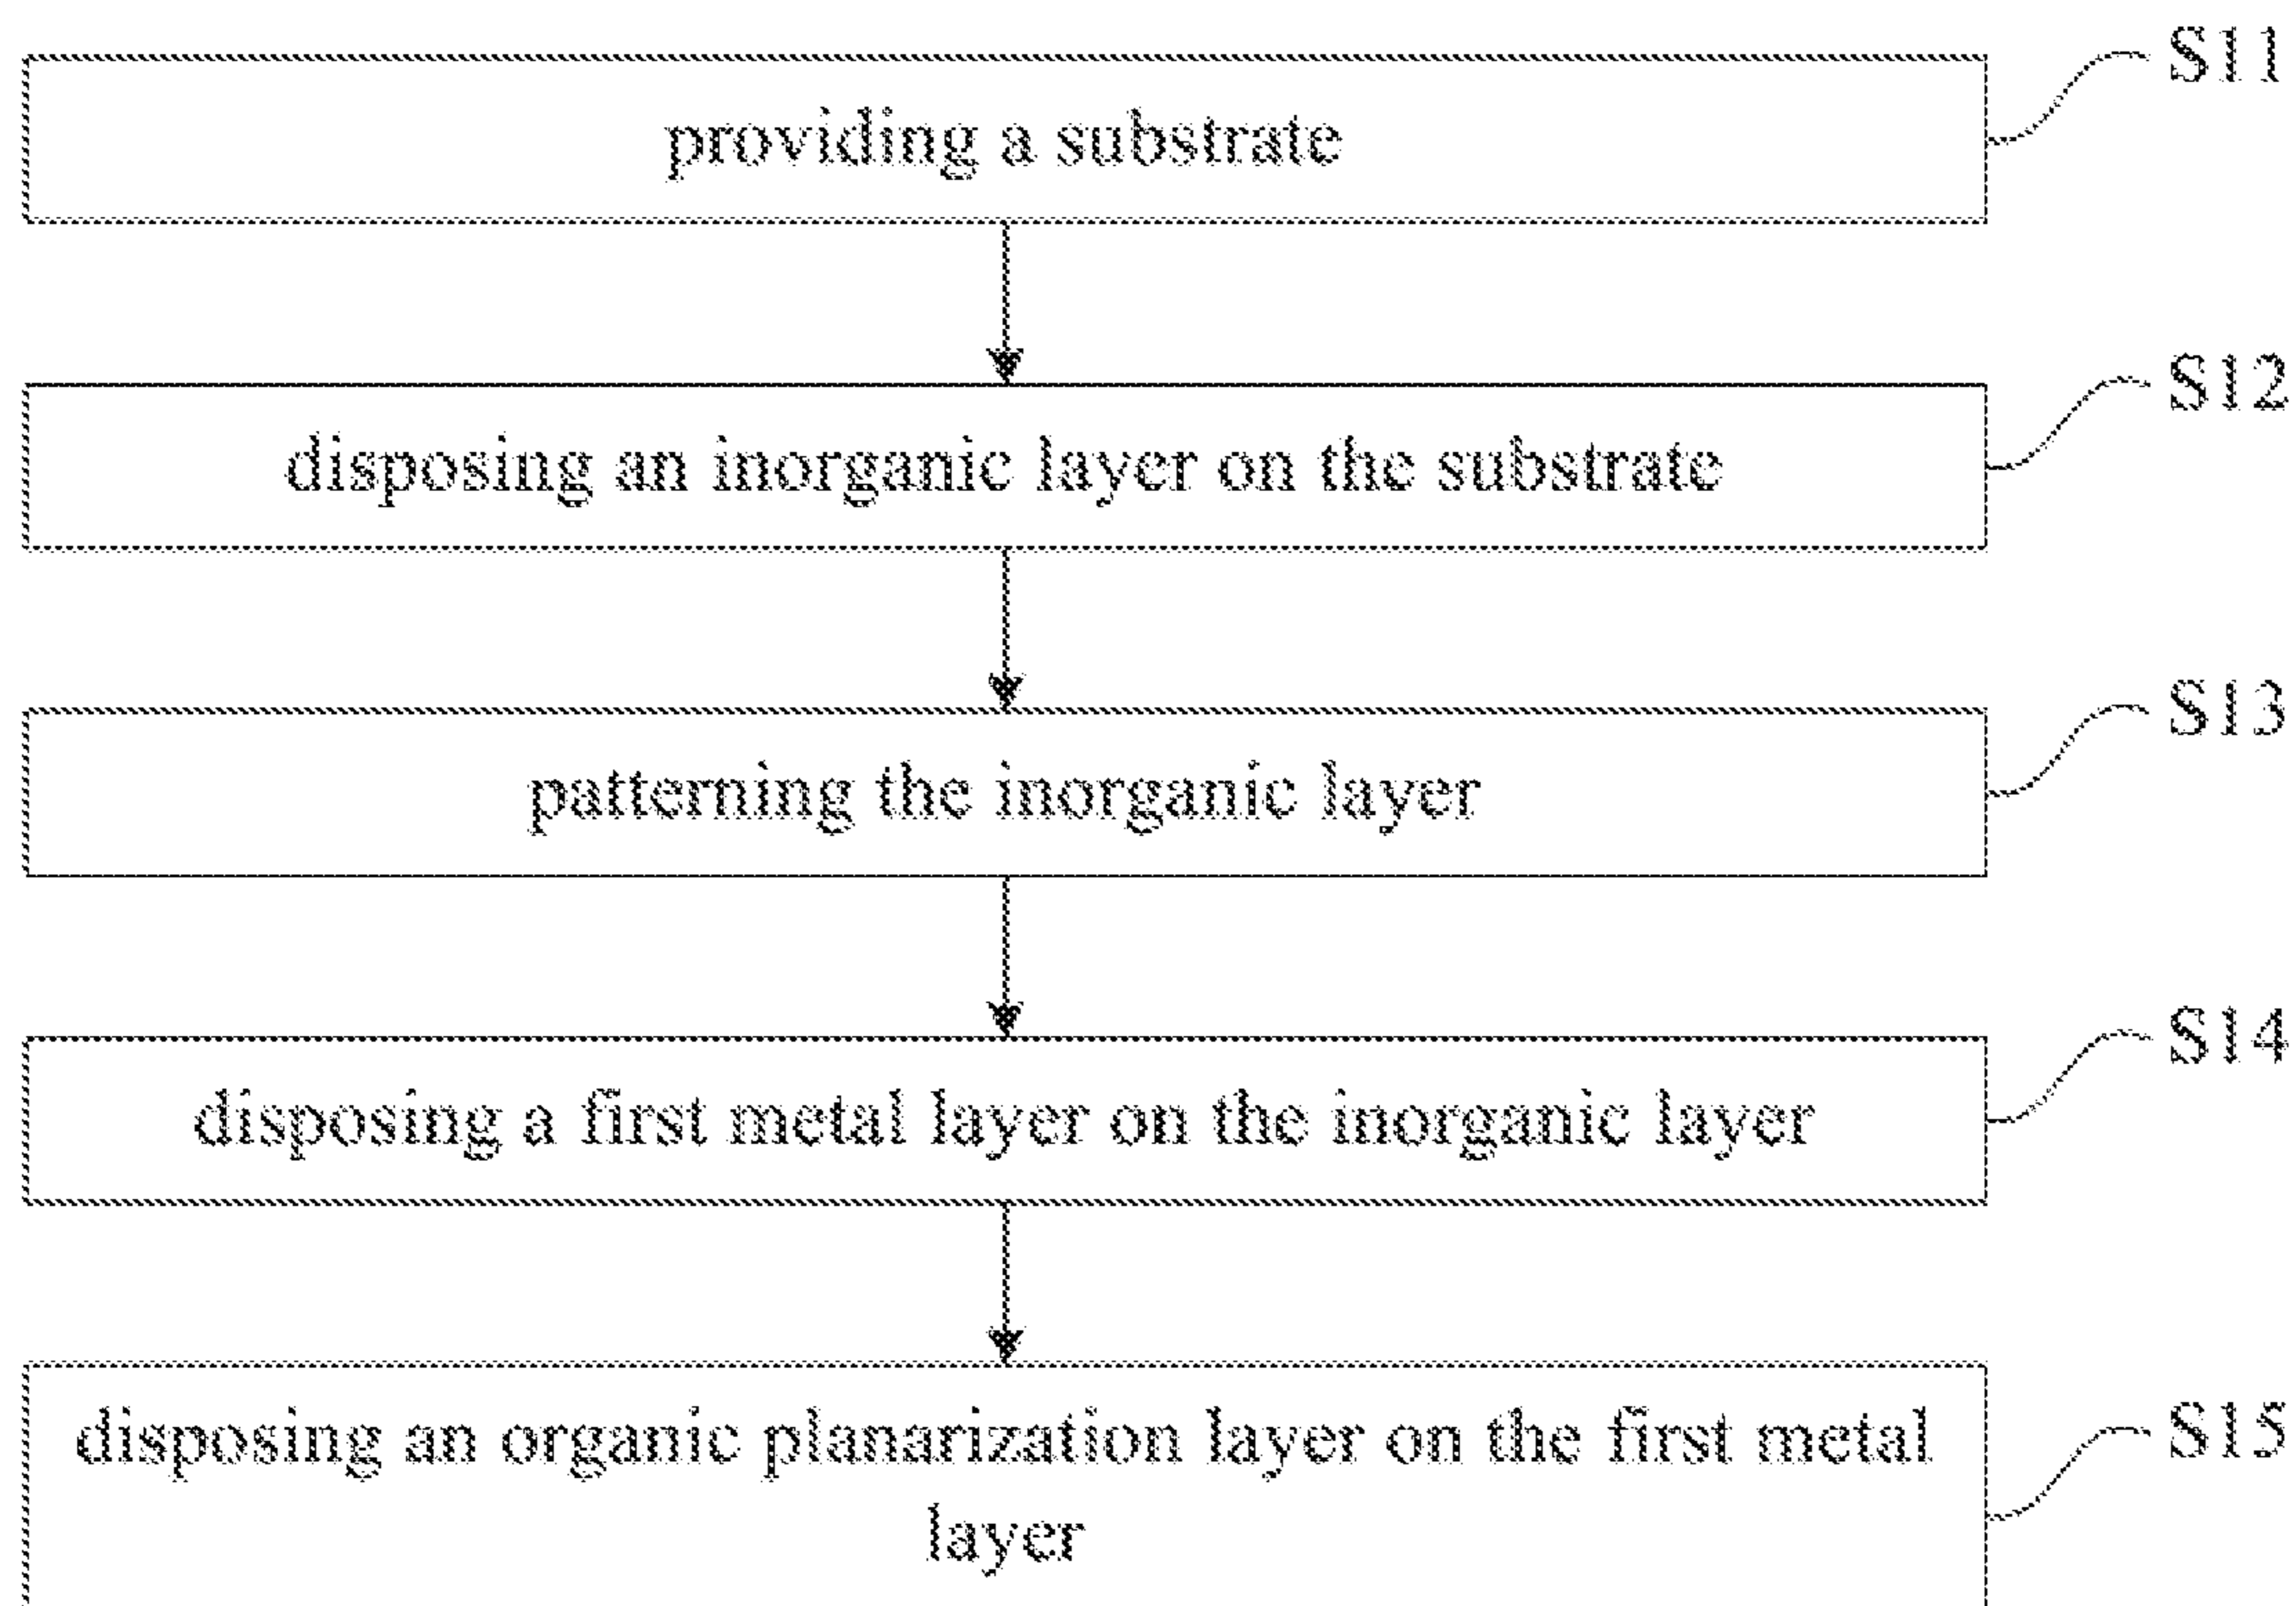 S11
providing a substrate
S12
disposing an inorganic layer on the substrate
S13
patterning the inorganic layer
S14
disposing a first metal layer on the inorganic layer
S15
disposing an organic planarization layer on the first metal
layer